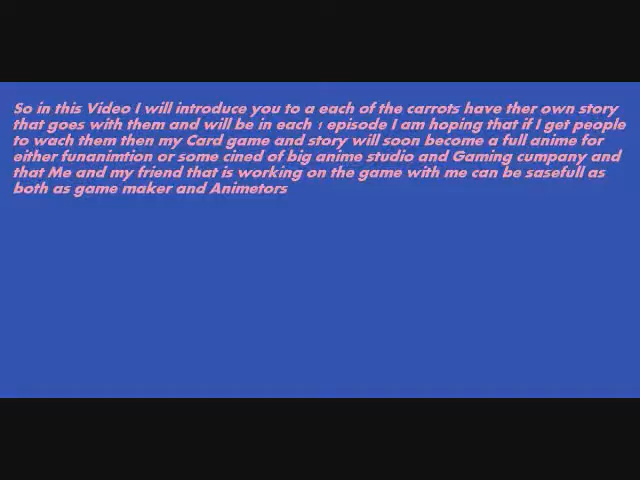 So in this Video I will introduce you to a each of the carrots have ther own story
that goes with them and will be in each 1 episode I am hoping that if I get people
to wach them then my Card game and story will soon become a full anime for
either funanimtion or some cined of big anime studio and Gaming cumpany and
that Me and my friend that is working on the game with me can be sasefull as
both as game maker and Animetors